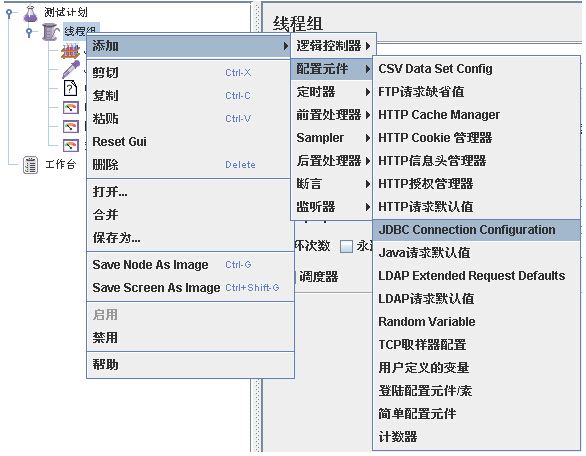 测试计划
线程组
工作台
线程组
添加
剪切 Ctrl-X
复制 Ctrl-C
粘贴 Ctrl-V
Reset Gui
删除 Delete
打开...
合并
保存为...
Save Node As Image Ctrl-G
Save Screen As Image Ctrl+Shift-G
启用
禁用
帮助
逻辑控制器
配置元件
定时器
前置处理器
Sampler
后置处理器
断言
监听器
环次数
调度器
CSV Data Set Config
FTP请求缺省值
HTTP Cache Manager
HTTP Cookie 管理器
HTTP信息头管理器
HTTP授权管理器
HTTP请求默认值
JDBC Connection Configuration
Java请求默认值
LDAP Extended Request Defaults
LDAP请求默认值
Random Variable
TCP取样器配置
用户定义的变量
登陆配置元件/素
简单配置元件
计数器